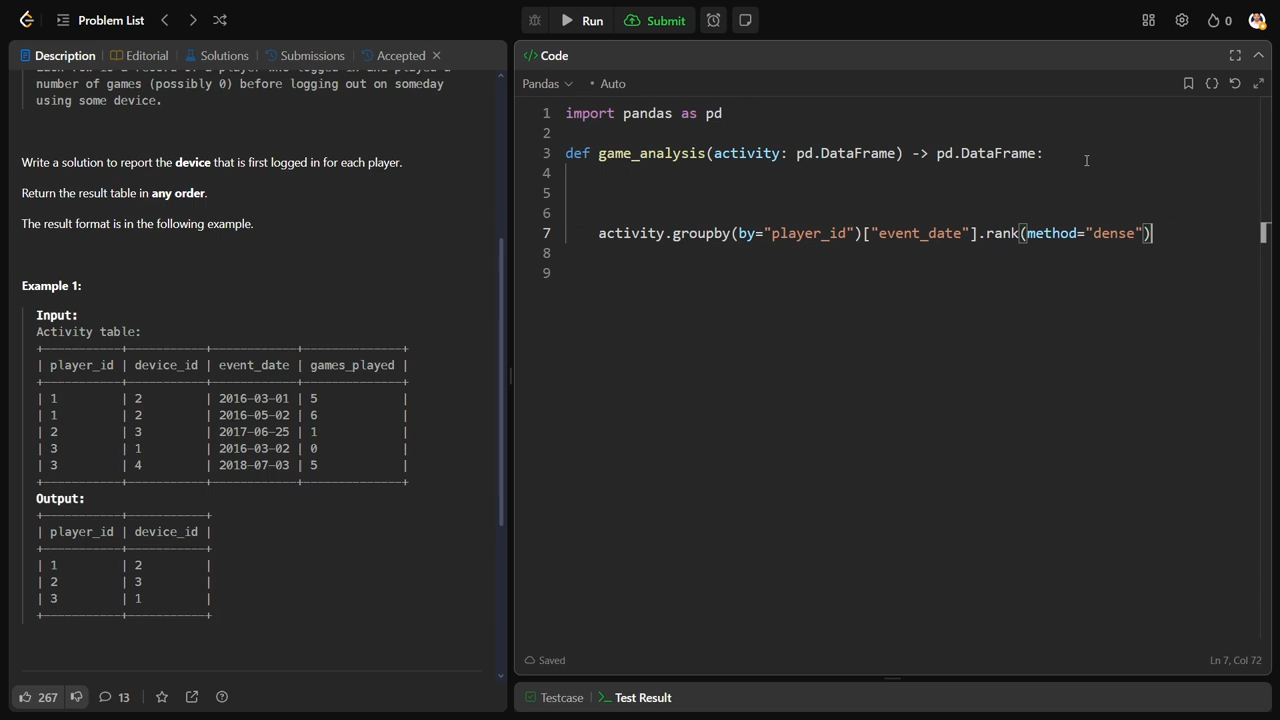 Problem List
Run
Submit
0
Description
Editorial
Solutions
Submissions
Accepted
number of games (possibly 0) before logging out on someday
using some device.
Write a solution to report the device that is first logged in for each player.
Return the result table in any order.
The result format is in the following example.
Example 1:
Input:
Activity table:
+-----------+-----------+------------+--------------+
| player_id | device_id | event_date | games_played |
+-----------+-----------+------------+--------------+
| 1         | 2         | 2016-03-01 | 5            |
| 1         | 2         | 2016-05-02 | 6            |
| 2         | 3         | 2017-06-25 | 1            |
| 3         | 1         | 2016-03-02 | 0            |
| 3         | 4         | 2018-07-03 | 5            |
+-----------+-----------+------------+--------------+
Output:
+-----------+-----------+
| player_id | device_id |
+-----------+-----------+
| 1         | 2         |
| 2         | 3         |
| 3         | 1         |
+-----------+-----------+
267
13
</> Code
Pandas
• Auto
1 import pandas as pd
2
3 def game_analysis(activity: pd.DataFrame) -> pd.DataFrame:
4
5
6
7 activity.groupby(by="player_id")["event_date"].rank(method="dense")
8
9
Saved
Ln 7, Col 72
Testcase
Test Result